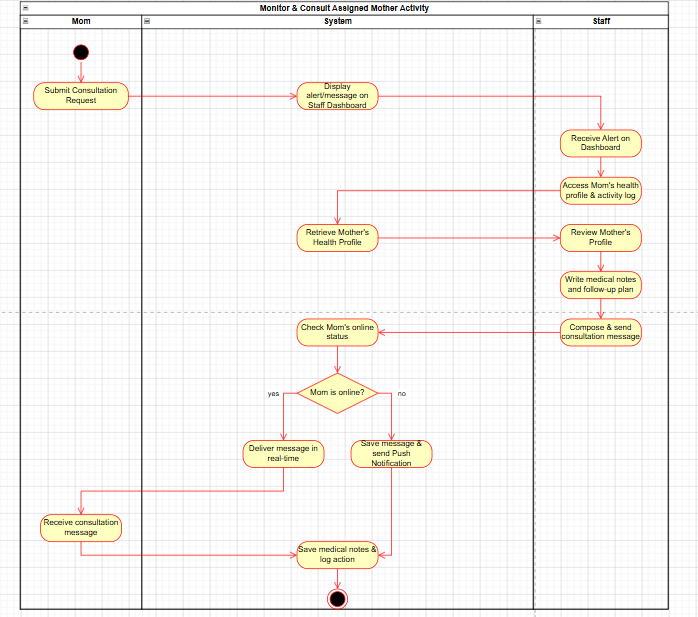 Monitor & Consult Assigned Mother Activity
Mom
System
Staff
Submit Consultation
Request
Display
alert/message on
Staff Dashboard
Receive Alert on
Dashboard
Access Mom's health
profile & activity log
Retrieve Mother's
Health Profile
Review Mother's
Profile
Write medical notes
and follow-up plan
Check Mom's online
status
Compose & send
consultation message
Mom is online?
yes
no
Deliver message in
real-time
Save message &
send Push
Notification
Receive consultation
message
Save medical notes &
log action